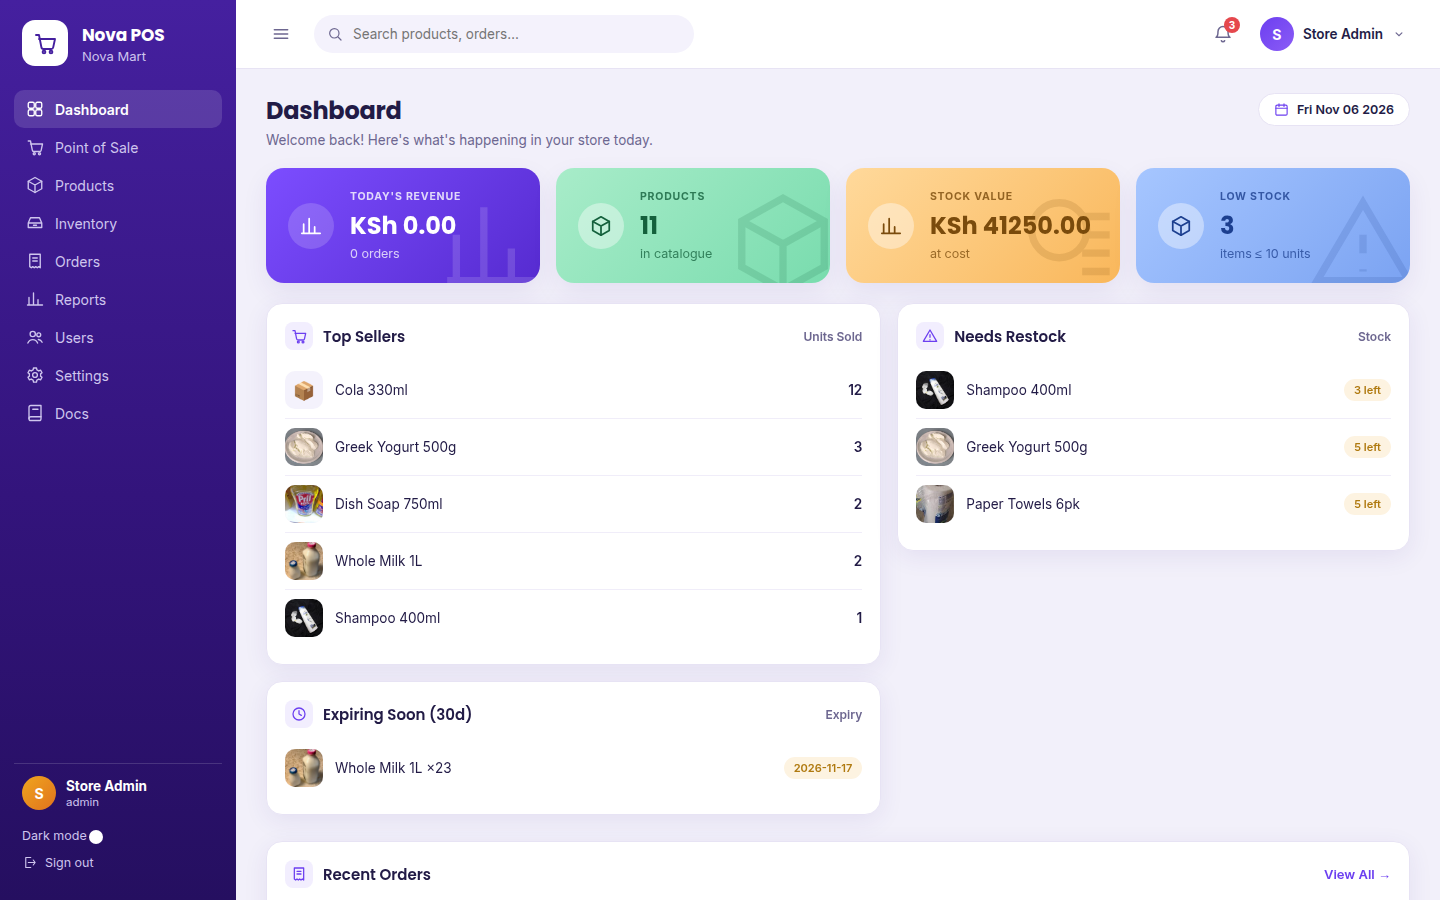 Nova POS
Nova Mart
Dashboard
Point of Sale
Products
Inventory
Orders
Reports
Users
Settings
Docs
S
Store Admin
admin
Dark mode
Sign out
Search products, orders...
3
S
Store Admin
Dashboard
Welcome back! Here's what's happening in your store today.
Fri Nov 06 2026
TODAY'S REVENUE
KSh 0.00
0 orders
PRODUCTS
11
in catalogue
STOCK VALUE
KSh 41250.00
at cost
LOW STOCK
3
items ≤ 10 units
Top Sellers
Units Sold
Cola 330ml
12
Greek Yogurt 500g
3
Dish Soap 750ml
2
Whole Milk 1L
2
Shampoo 400ml
1
Needs Restock
Stock
Shampoo 400ml
3 left
Greek Yogurt 500g
5 left
Paper Towels 6pk
5 left
Expiring Soon (30d)
Expiry
Whole Milk 1L ×23
2026-11-17
Recent Orders
View All →